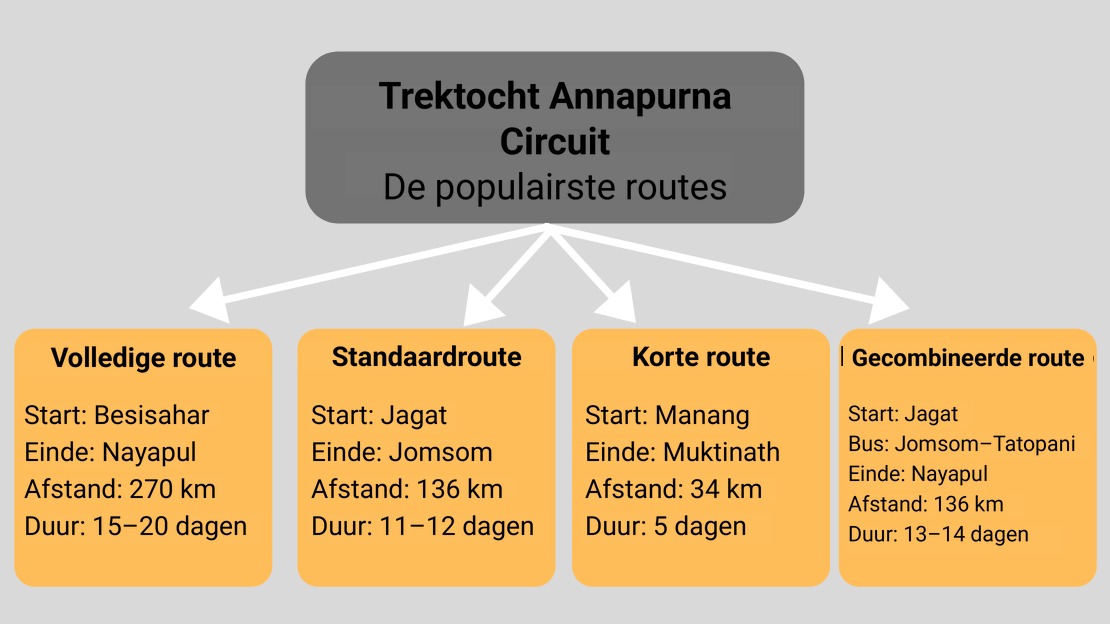 Trektocht Annapurna
Circuit
De populairste routes
Volledige route
Start: Besisahar
Einde: Nayapul
Afstand: 270 km
Duur: 15–20 dagen
Standaardroute
Start: Jagat
Einde: Jomsom
Afstand: 136 km
Duur: 11–12 dagen
Korte route
Start: Manang
Einde: Muktinath
Afstand: 34 km
Duur: 5 dagen
Gecombineerde route
Start: Jagat
Bus: Jomsom–Tatopani
Einde: Nayapul
Afstand: 136 km
Duur: 13–14 dagen